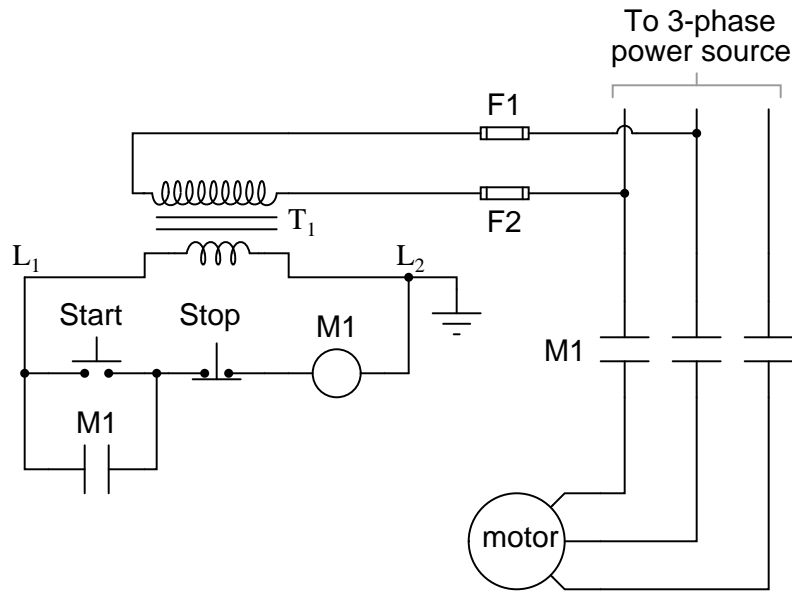 To 3-phase
power source
F1
F2
T1
L1
L2
Start
Stop
M1
M1
M1
motor